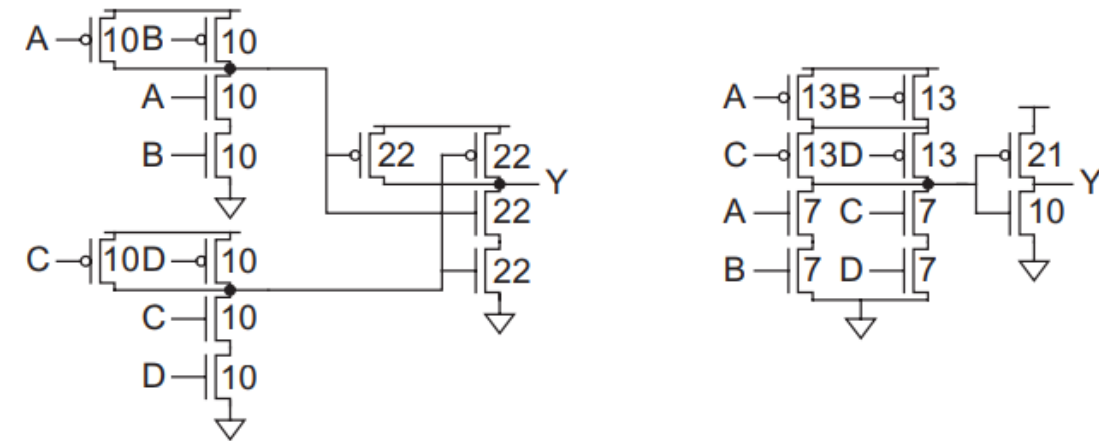 A 10 B 10
A 10
B 10
22 22 Y
22
22
C 10 D 10
C 10
D 10
A 13 B 13
C 13 D 13 21 Y
A 7 C 7 10
B 7 D 7